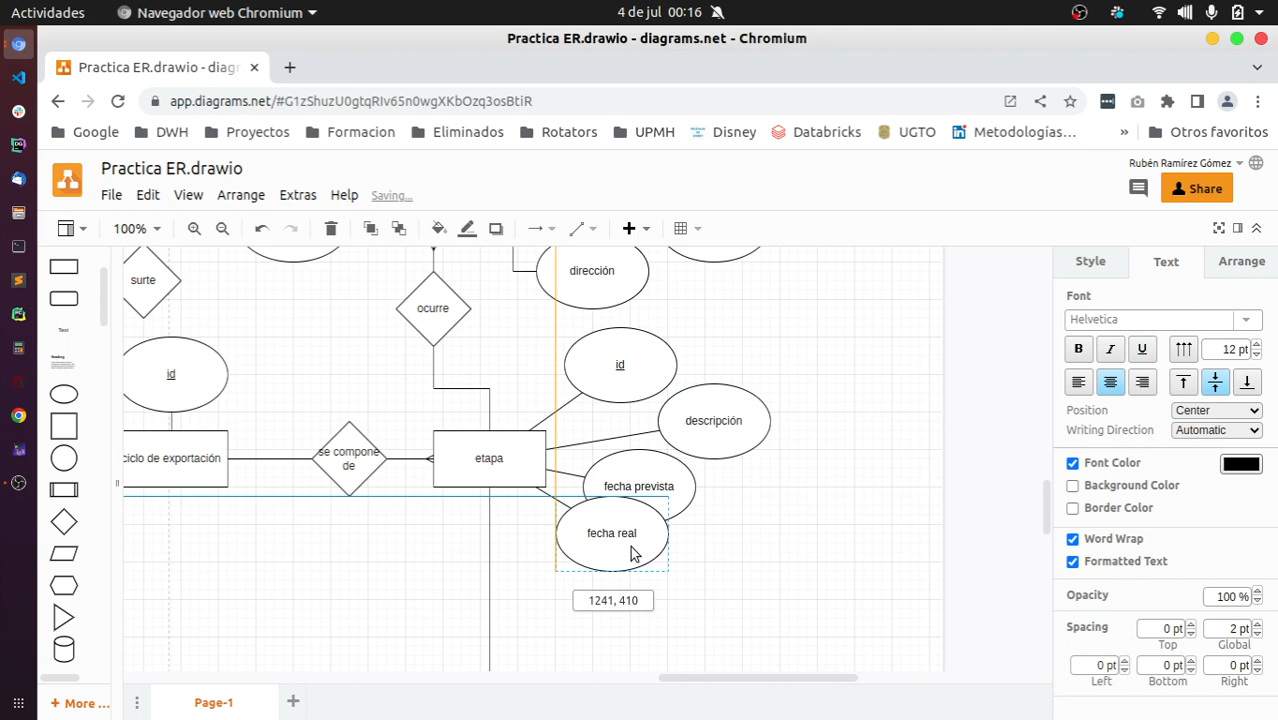 Actividades
Navegador web Chromium
4 de jul 00:16
Practica ER.drawio - diagrams.net - Chromium
Practica ER.drawio - diagr
app.diagrams.net/#G1zShuzU0gtqRIv65n0wgXKbOzq3osBtiR
Google
DWH
Proyectos
Formacion
Eliminados
Rotators
UPMH
Disney
Databricks
UGTO
Metodologías...
»
Otros favoritos
Practica ER.drawio
Rubén Ramírez Gómez
File
Edit
View
Arrange
Extras
Help
Saving...
Share
100%
Style
Text
Arrange
Font
Helvetica
B
I
U
12 pt
Position
Center
Writing Direction
Automatic
Font Color
Background Color
Border Color
Word Wrap
Formatted Text
Opacity
100 %
Spacing
0 pt
2 pt
Top
Global
0 pt
0 pt
0 pt
Left
Bottom
Right
Text
Heading
surte
ocurre
dirección
id
id
descripción
ciclo de exportación
se compone
de
etapa
fecha prevista
fecha real
1241, 410
+ More ...
Page-1